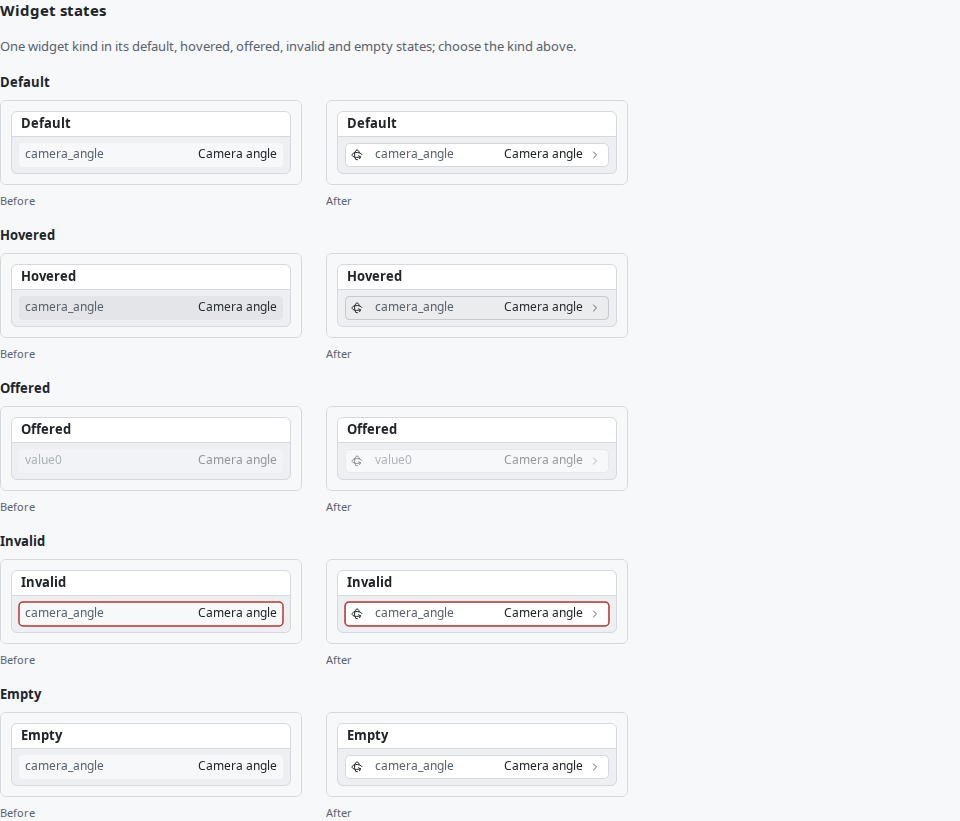 Widget states
One widget kind in its default, hovered, offered, invalid and empty states; choose the kind above.
Default
Default
camera_angle Camera angle
Before
Default
camera_angle Camera angle
After
Hovered
Hovered
camera_angle Camera angle
Before
Hovered
camera_angle Camera angle
After
Offered
Offered
value0 Camera angle
Before
Offered
value0 Camera angle
After
Invalid
Invalid
camera_angle Camera angle
Before
Invalid
camera_angle Camera angle
After
Empty
Empty
camera_angle Camera angle
Before
Empty
camera_angle Camera angle
After